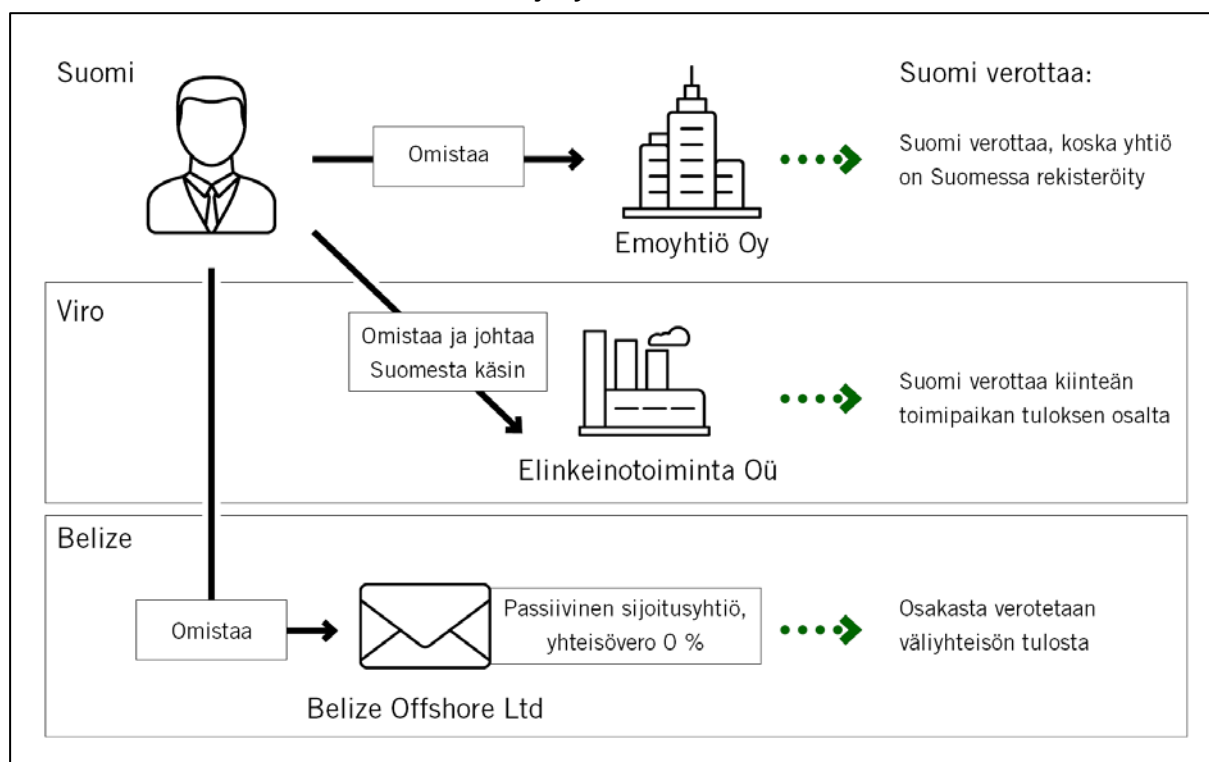 Suomi
Suomi verottaa:
Omistaa
Suomi verottaa, koska yhtiö
on Suomessa rekisteröity
Emoyhtiö Oy
Viro
Omistaa ja johtaa
Suomesta käsin
Suomi verottaa kiinteän
toimipaikan tuloksen osalta
Elinkeinotoiminta Oü
Belize
Omistaa
Passiivinen sijoitusyhtiö,
yhteisövero 0 %
Osakasta verotetaan
väliyhteisön tulosta
Belize Offshore Ltd